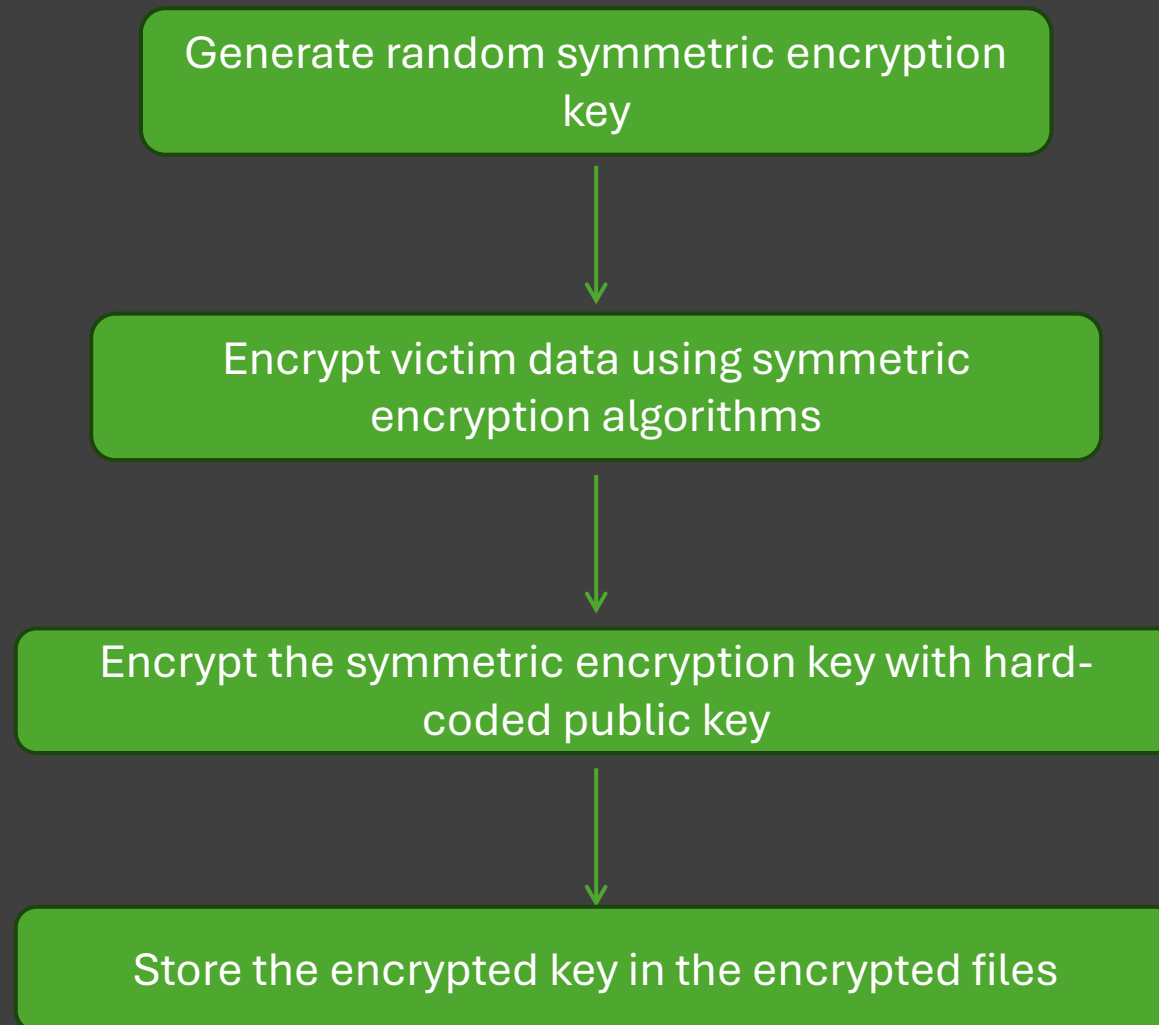 Generate random symmetric encryption
key
Encrypt victim data using symmetric
encryption algorithms
Encrypt the symmetric encryption key with hard-
coded public key
Store the encrypted key in the encrypted files